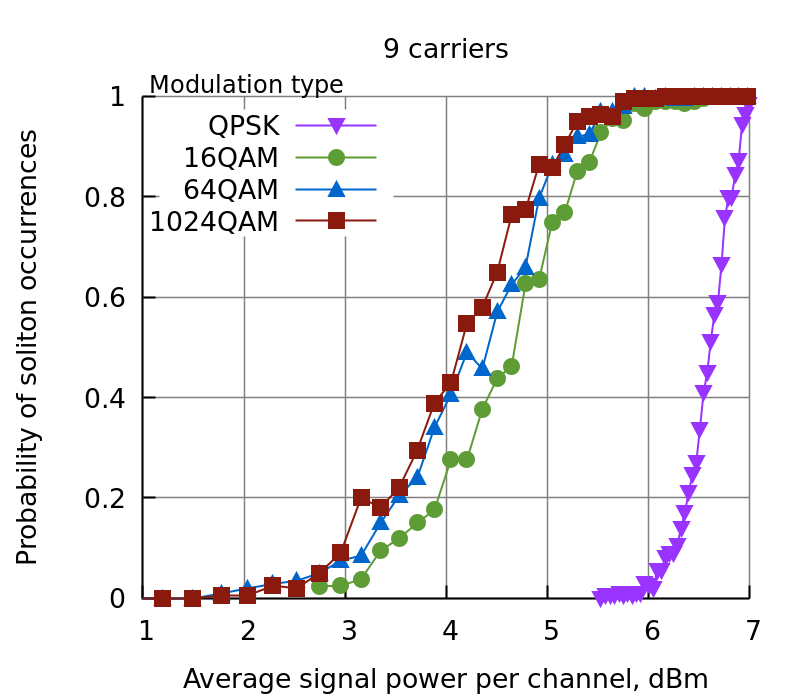 9 carriers
Modulation type
QPSK
16QAM
64QAM
1024QAM
Probability of soliton occurrences
1
0.8
0.6
0.4
0.2
0
1 2 3 4 5 6 7
Average signal power per channel, dBm